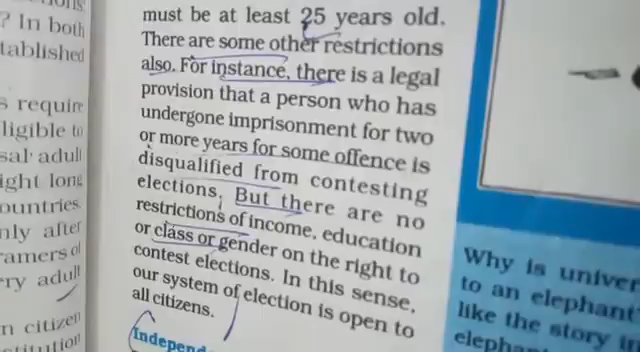 ? In both
tablished
s require
ligible to
sal adult
ight long
ountries.
nly after
ramers of
ry adult
n citizen
stitution
must be at least 25 years old.
There are some other restrictions
also. For instance, there is a legal
provision that a person who has
undergone imprisonment for two
or more years for some offence is
disqualified from contesting
elections. But there are no
restrictions of income, education
or class or gender on the right to
contest elections. In this sense,
our system of election is open to
all citizens.
Independ
Why is univer
to an elephant
like the story in
elephan